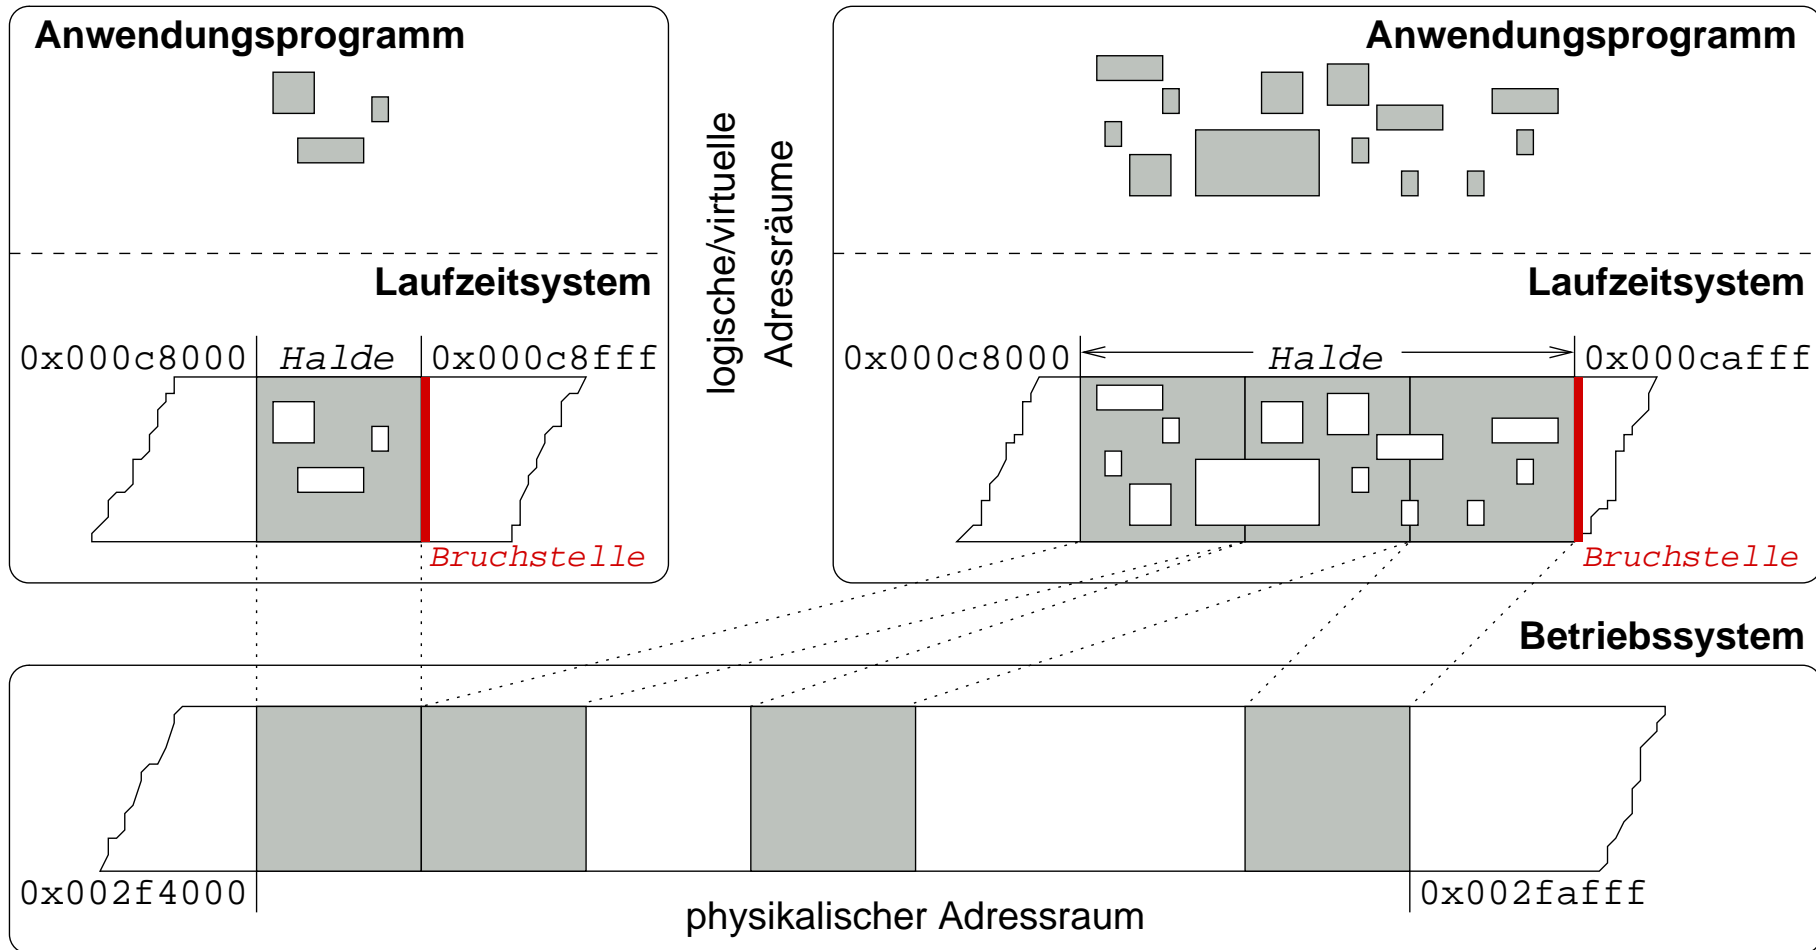 Anwendungsprogramm
Laufzeitsystem
0x000c8000
Halde
0x000c8fff
Bruchstelle
logische/virtuelle
Adressräume
Anwendungsprogramm
Laufzeitsystem
0x000c8000
Halde
0x000cafff
Bruchstelle
Betriebssystem
0x002f4000
0x002fafff
physikalischer Adressraum